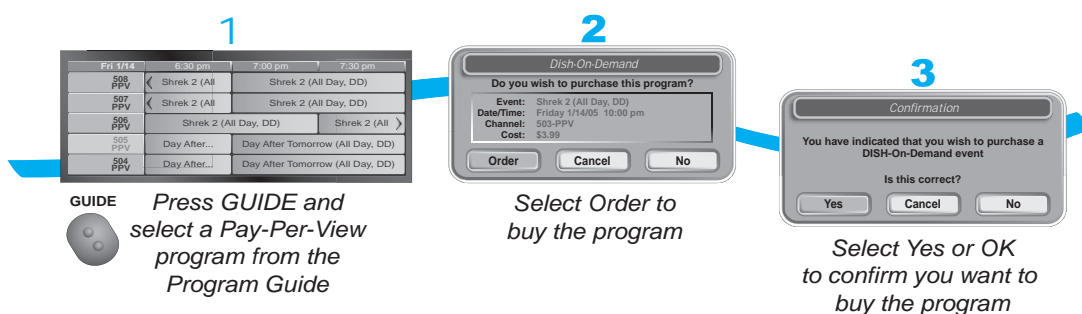 1
Fri 1/14 6:30 pm 7:00 pm 7:30 pm
508 PPV Shrek 2 (All Shrek 2 (All Day, DD)
507 PPV Shrek 2 (All Shrek 2 (All Day, DD)
506 PPV Shrek 2 (All Day, DD) Shrek 2 (All
505 PPV Day After... Day After Tomorrow (All Day, DD)
504 PPV Day After... Day After Tomorrow (All Day, DD)
GUIDE
Press GUIDE and
select a Pay-Per-View
program from the
Program Guide
2
Dish-On-Demand
Do you wish to purchase this program?
Event: Shrek 2 (All Day, DD)
Date/Time: Friday 1/14/05 10:00 pm
Channel: 503-PPV
Cost: $3.99
Order Cancel No
Select Order to
buy the program
3
Confirmation
You have indicated that you wish to purchase a
DISH-On-Demand event
Is this correct?
Yes Cancel No
Select Yes or OK
to confirm you want to
buy the program